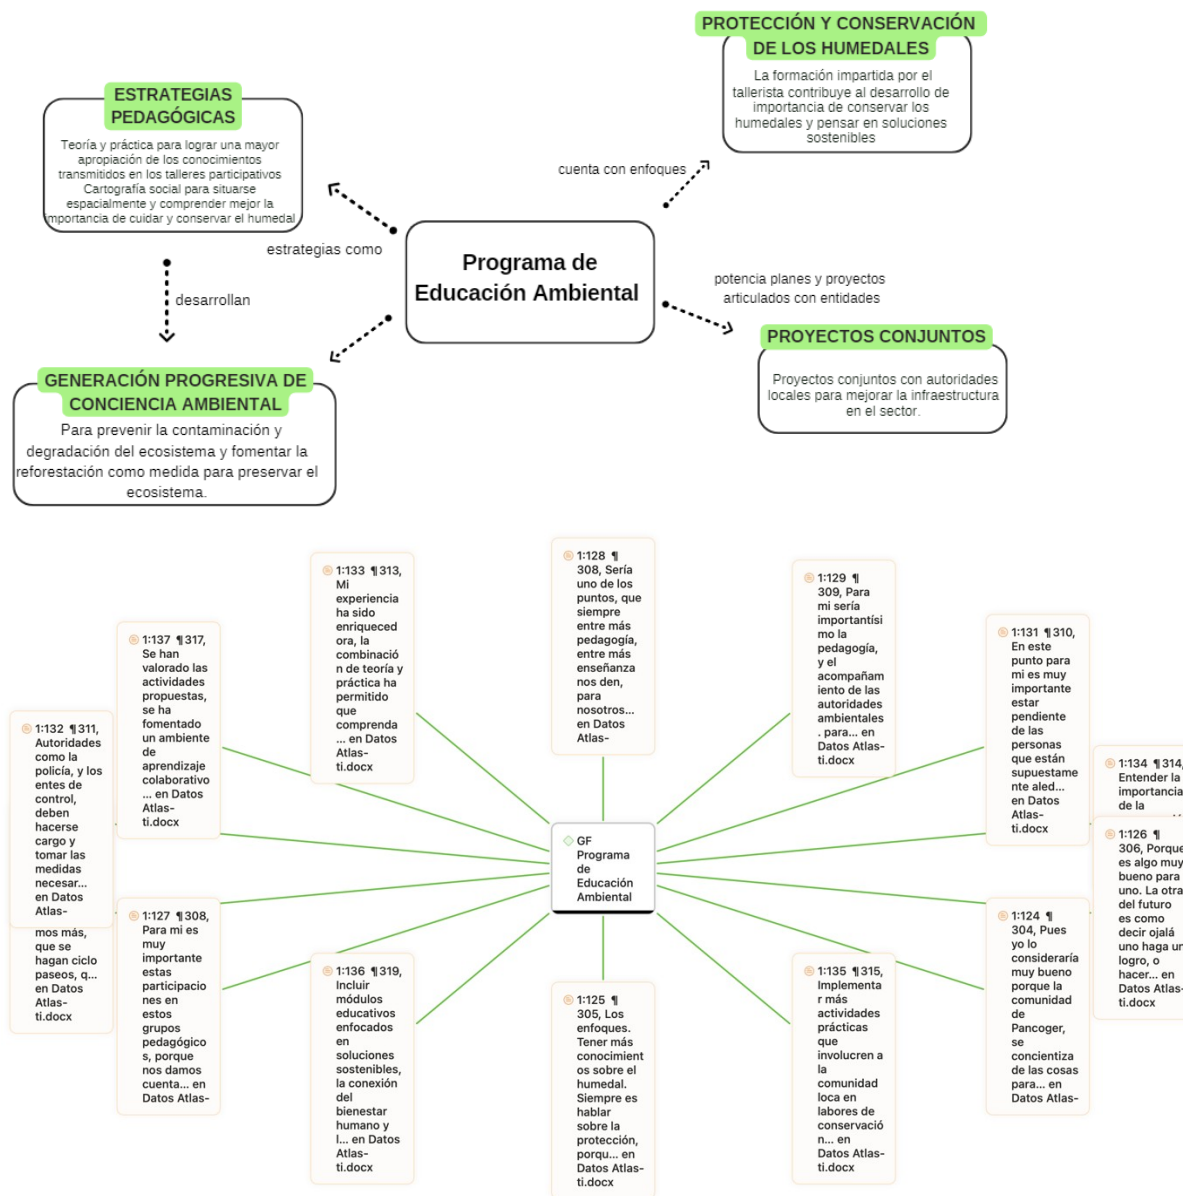 PROTECCIÓN Y CONSERVACIÓN
DE LOS HUMEDALES
La formación impartida por el
tallerista contribuye al desarrollo de
importancia de conservar los
humedales y pensar en soluciones
sostenibles
ESTRATEGIAS
PEDAGÓGICAS
Teoría y práctica para lograr una mayor
apropiación de los conocimientos
transmitidos en los talleres participativos
Cartografía social para situarse
espacialmente y comprender mejor la
importancia de cuidar y conservar el humedal
cuenta con enfoques
estrategias como
Programa de
Educación Ambiental
potencia planes y proyectos
articulados con entidades
desarrollan
PROYECTOS CONJUNTOS
Proyectos conjuntos con autoridades
locales para mejorar la infraestructura
en el sector.
GENERACIÓN PROGRESIVA DE
CONCIENCIA AMBIENTAL
Para prevenir la contaminación y
degradación del ecosistema y fomentar la
reforestación como medida para preservar el
ecosistema.
1:128 ¶
308, Sería
uno de los
puntos, que
siempre
entre más
pedagogía,
entre más
enseñanza
nos den,
para
nosotros...
en Datos
Atlas-
1:133 ¶313,
Mi
experiencia
ha sido
enriqueced
ora, la
combinació
n de teoría y
práctica ha
permitido
que
comprenda
... en Datos
Atlas-
ti.docx
1:129 ¶
309, Para
mi sería
importantísi
mo la
pedagogía,
y el
acompañam
iento de las
autoridades
ambientales
. para... en
Datos Atlas-
ti.docx
1:137 ¶317,
Se han
valorado las
actividades
propuestas,
se ha
fomentado
un ambiente
de
aprendizaje
colaborativo
... en Datos
Atlas-
ti.docx
1:131 ¶310,
En este
punto para
mi es muy
importante
estar
pendiente
de las
personas
que están
supuestame
nte aled...
en Datos
Atlas-
ti.docx
1:132 ¶311,
Autoridades
como la
policía, y los
entes de
control,
deben
hacerse
cargo y
tomar las
medidas
necesar...
en Datos
Atlas-
mos más,
que se
hagan ciclo
paseos, q...
en Datos
Atlas-
ti.docx
1:134 ¶314,
Entender la
importancia
de la
1:126 ¶
306, Porque
es algo muy
bueno para
uno. La otra
del futuro
es como
decir ojalá
uno haga un
logro, o
hacer... en
Datos Atlas-
ti.docx
GF
Programa
de
Educación
Ambiental
1:127 ¶308,
Para mi es
muy
importante
estas
participacio
nes en
estos
grupos
pedagógico
s, porque
nos damos
cuenta... en
Datos Atlas-
1:124 ¶
304, Pues
yo lo
consideraría
muy bueno
porque la
comunidad
de
Pancoger,
se
concientiza
de las cosas
para... en
Datos Atlas-
1:136 ¶319,
Incluir
módulos
educativos
enfocados
en
soluciones
sostenibles,
la conexión
del
bienestar
humano y
l... en Datos
Atlas-
ti.docx
1:125 ¶
305, Los
enfoques.
Tener más
conocimient
os sobre el
humedal.
Siempre es
hablar
sobre la
protección,
porqu... en
Datos Atlas-
ti.docx
1:135 ¶315,
Implementa
r más
actividades
prácticas
que
involucren a
la
comunidad
loca en
labores de
conservació
n... en
Datos Atlas-
ti.docx